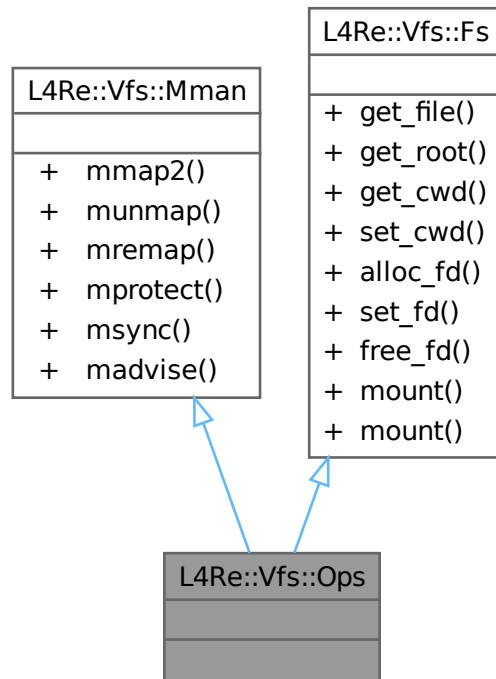 L4Re::Vfs::Mman
+ mmap2()
+ munmap()
+ mremap()
+ mprotect()
+ msync()
+ madvise()
L4Re::Vfs::Fs
+ get_file()
+ get_root()
+ get_cwd()
+ set_cwd()
+ alloc_fd()
+ set_fd()
+ free_fd()
+ mount()
+ mount()
L4Re::Vfs::Ops